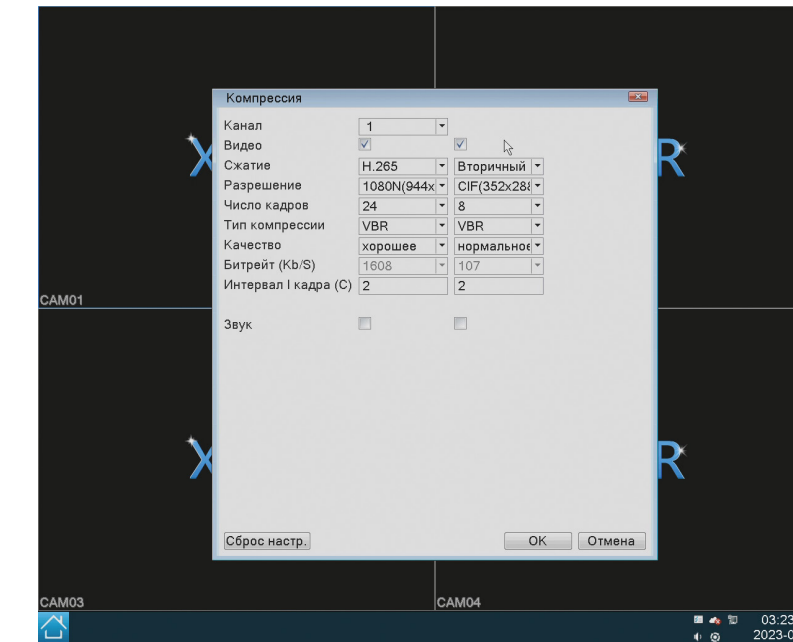 Компрессия
Канал 1
Видео
Сжатие H.265 Вторичный
Разрешение 1080N(944x CIF(352x288
Число кадров 24 8
Тип компрессии VBR VBR
Качество хорошее нормальное
Битрейт (Kb/S) 1608 107
Интервал I кадра (С) 2 2
Звук
X R
CAM01
X R
Сброс настр. OK Отмена
CAM03 CAM04
03:23
2023-0